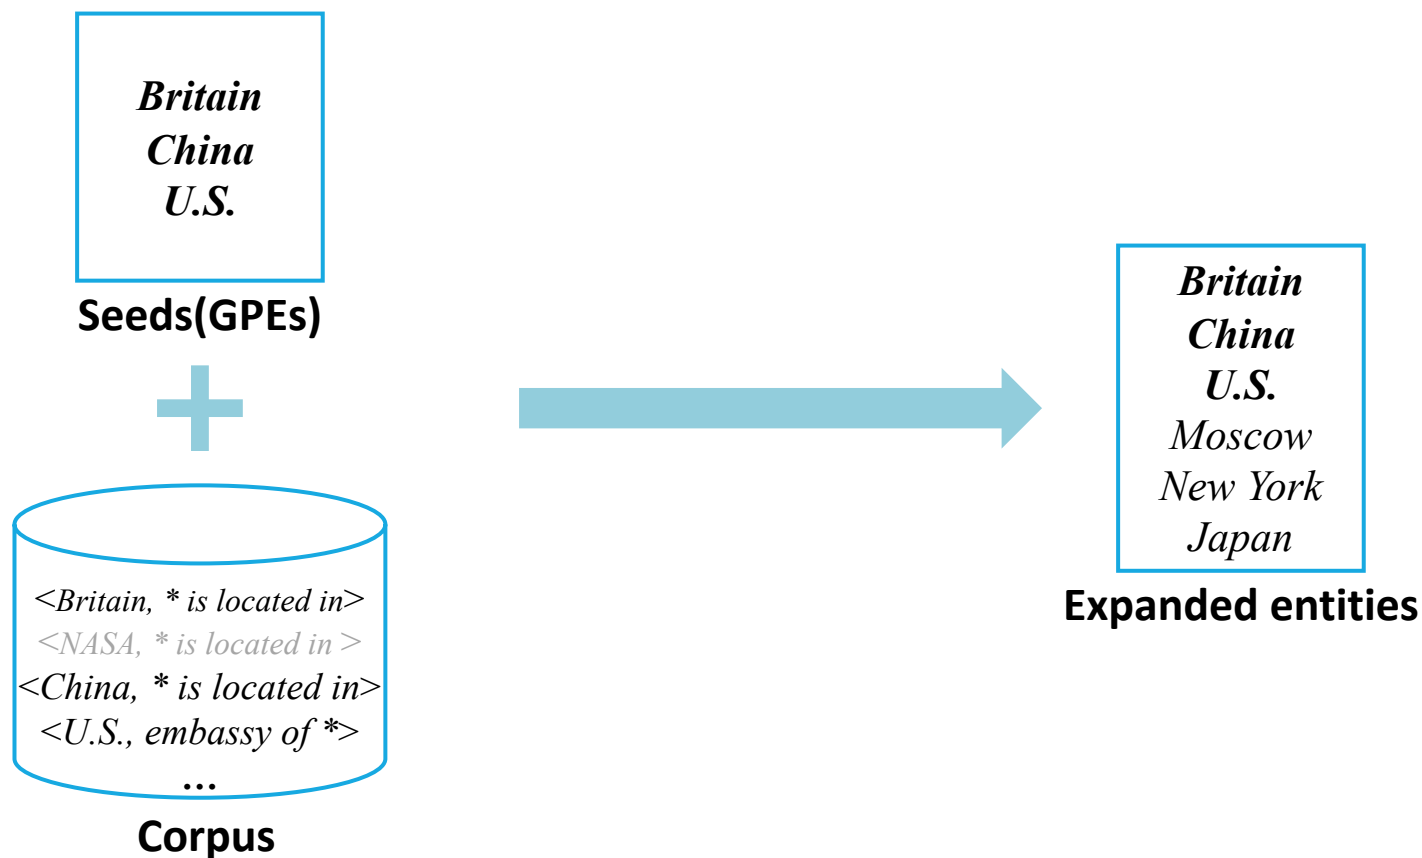 Britain
China
U.S.
Seeds(GPEs)
<Britain, * is located in>
<NASA, * is located in >
<China, * is located in>
<U.S., embassy of *>
...
Corpus
Britain
China
U.S.
Moscow
New York
Japan
Expanded entities